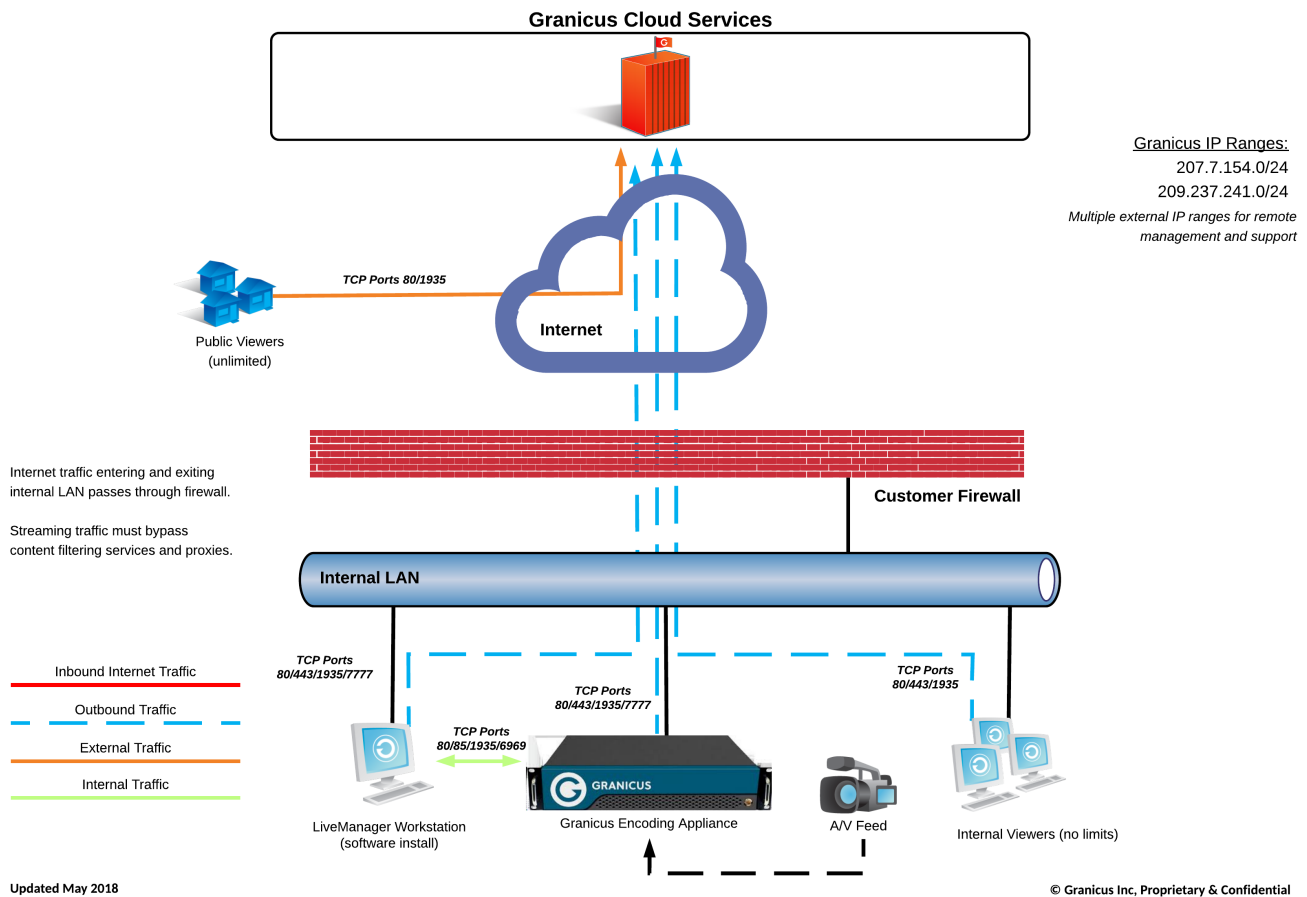 Granicus Cloud Services
G
Granicus IP Ranges:
207.7.154.0/24
209.237.241.0/24
Multiple external IP ranges for remote
management and support
TCP Ports 80/1935
Public Viewers
(unlimited)
Internet
Internet traffic entering and exiting
internal LAN passes through firewall.
Streaming traffic must bypass
content filtering services and proxies.
Customer Firewall
Internal LAN
Inbound Internet Traffic
Outbound Traffic
External Traffic
Internal Traffic
TCP Ports
80/443/1935/7777
TCP Ports
80/443/1935/7777
TCP Ports
80/443/1935
TCP Ports
80/85/1935/6969
GRANICUS
LiveManager Workstation
(software install)
Granicus Encoding Appliance
A/V Feed
Internal Viewers (no limits)
Updated May 2018
© Granicus Inc, Proprietary & Confidential